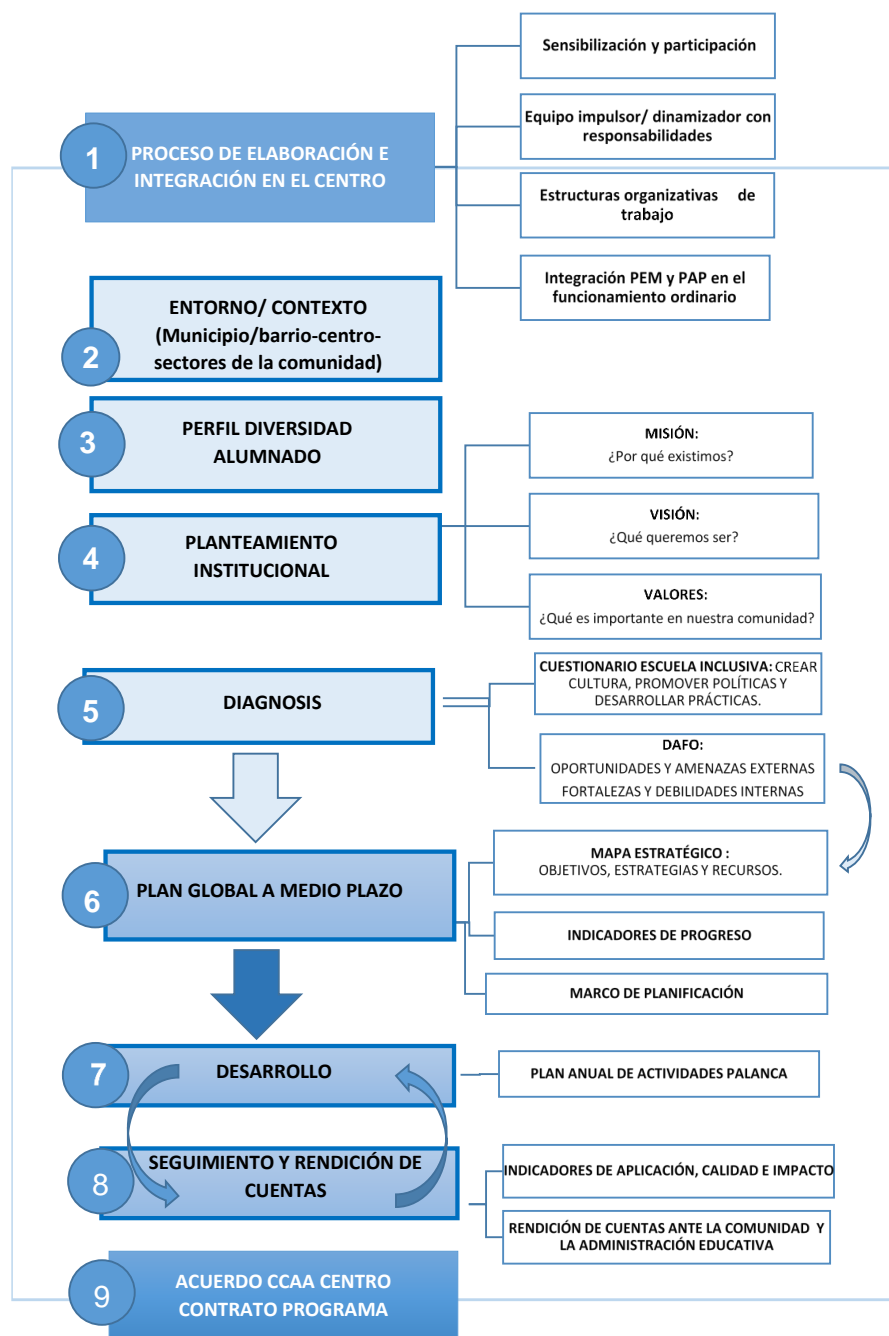 1
PROCESO DE ELABORACIÓN E
INTEGRACIÓN EN EL CENTRO
Sensibilización y participación
Equipo impulsor/ dinamizador con
responsabilidades
Estructuras organizativas de
trabajo
Integración PEM y PAP en el
funcionamiento ordinario
2
ENTORNO/ CONTEXTO
(Municipio/barrio-centro-
sectores de la comunidad)
3
PERFIL DIVERSIDAD
ALUMNADO
4
PLANTEAMIENTO
INSTITUCIONAL
MISIÓN:
¿Por qué existimos?
VISIÓN:
¿Qué queremos ser?
VALORES:
¿Qué es importante en nuestra comunidad?
5
DIAGNOSIS
CUESTIONARIO ESCUELA INCLUSIVA: CREAR
CULTURA, PROMOVER POLÍTICAS Y
DESARROLLAR PRÁCTICAS.
DAFO:
OPORTUNIDADES Y AMENAZAS EXTERNAS
FORTALEZAS Y DEBILIDADES INTERNAS
6
PLAN GLOBAL A MEDIO PLAZO
MAPA ESTRATÉGICO :
OBJETIVOS, ESTRATEGIAS Y RECURSOS.
INDICADORES DE PROGRESO
MARCO DE PLANIFICACIÓN
7
DESARROLLO
PLAN ANUAL DE ACTIVIDADES PALANCA
8
SEGUIMIENTO Y RENDICIÓN DE
CUENTAS
INDICADORES DE APLICACIÓN, CALIDAD E IMPACTO
RENDICIÓN DE CUENTAS ANTE LA COMUNIDAD Y
LA ADMINISTRACIÓN EDUCATIVA
9
ACUERDO CCAA CENTRO
CONTRATO PROGRAMA